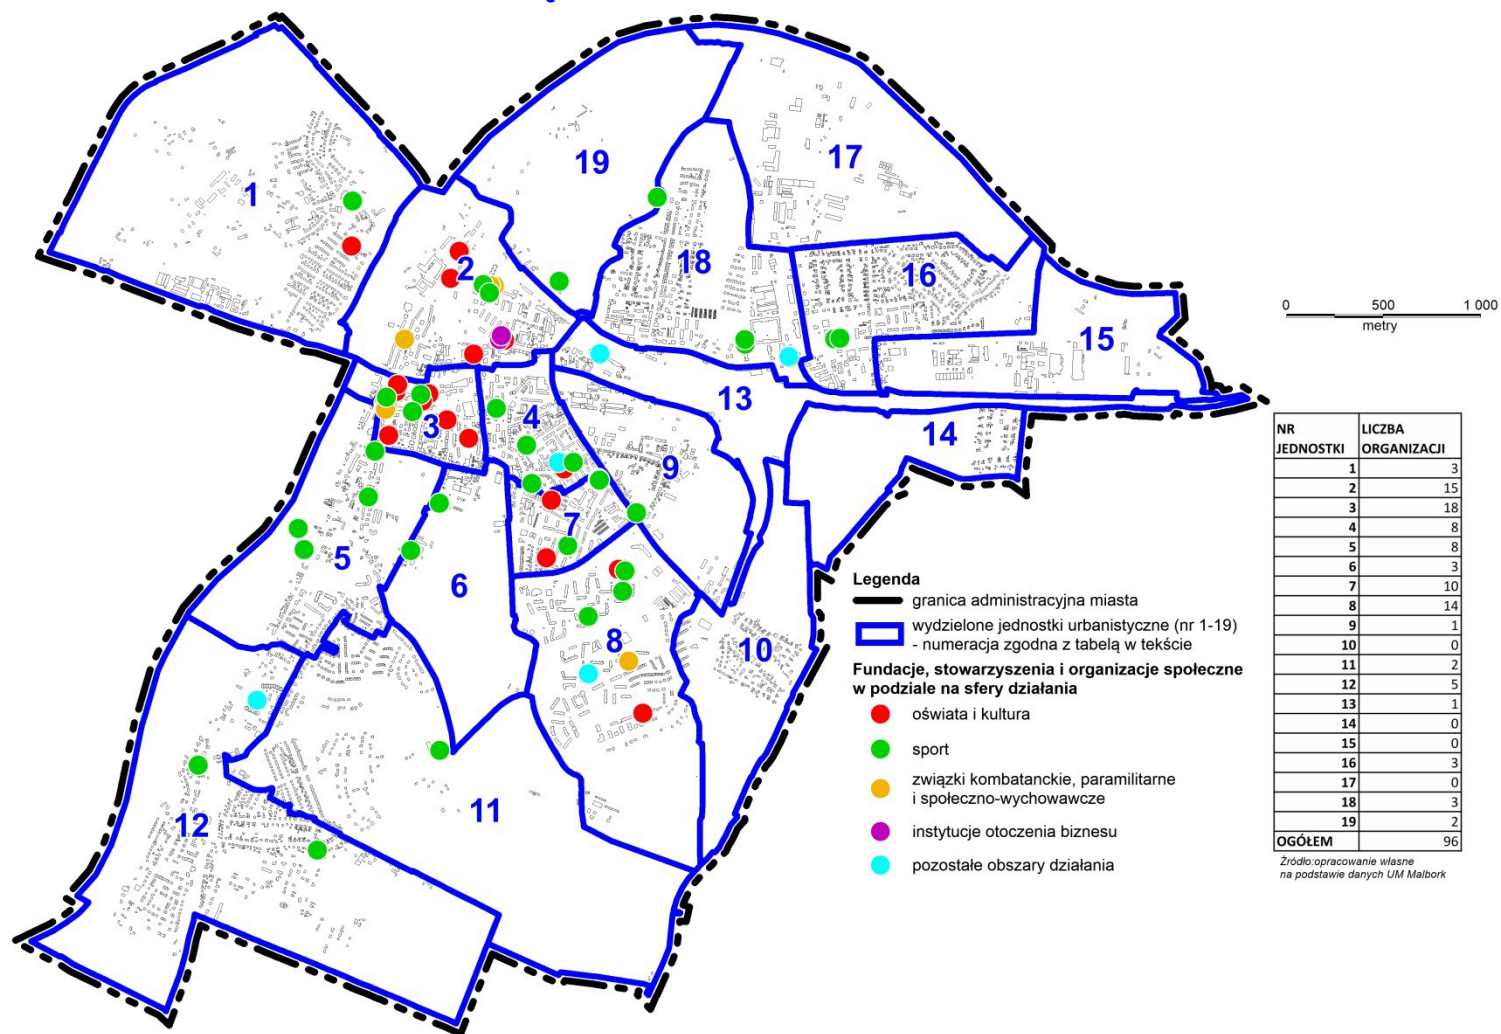 1
19
17
2
18
16
15
3
4
13
14
9
7
5
6
8
10
11
12
0 500 1 000
metry
NR JEDNOSTKI LICZBA ORGANIZACJI
1 3
2 15
3 18
4 8
5 8
6 3
7 10
8 14
9 1
10 0
11 2
12 5
13 1
14 0
15 0
16 3
17 0
18 3
19 2
OGÓŁEM 96
Źródło:opracowanie własne
na podstawie danych UM Malbork
Legenda
granica administracyjna miasta
wydzielone jednostki urbanistyczne (nr 1-19)
- numeracja zgodna z tabelą w tekście
Fundacje, stowarzyszenia i organizacje społeczne
w podziale na sfery działania
oświata i kultura
sport
związki kombatanckie, paramilitarne
i społeczno-wychowawcze
instytucje otoczenia biznesu
pozostałe obszary działania